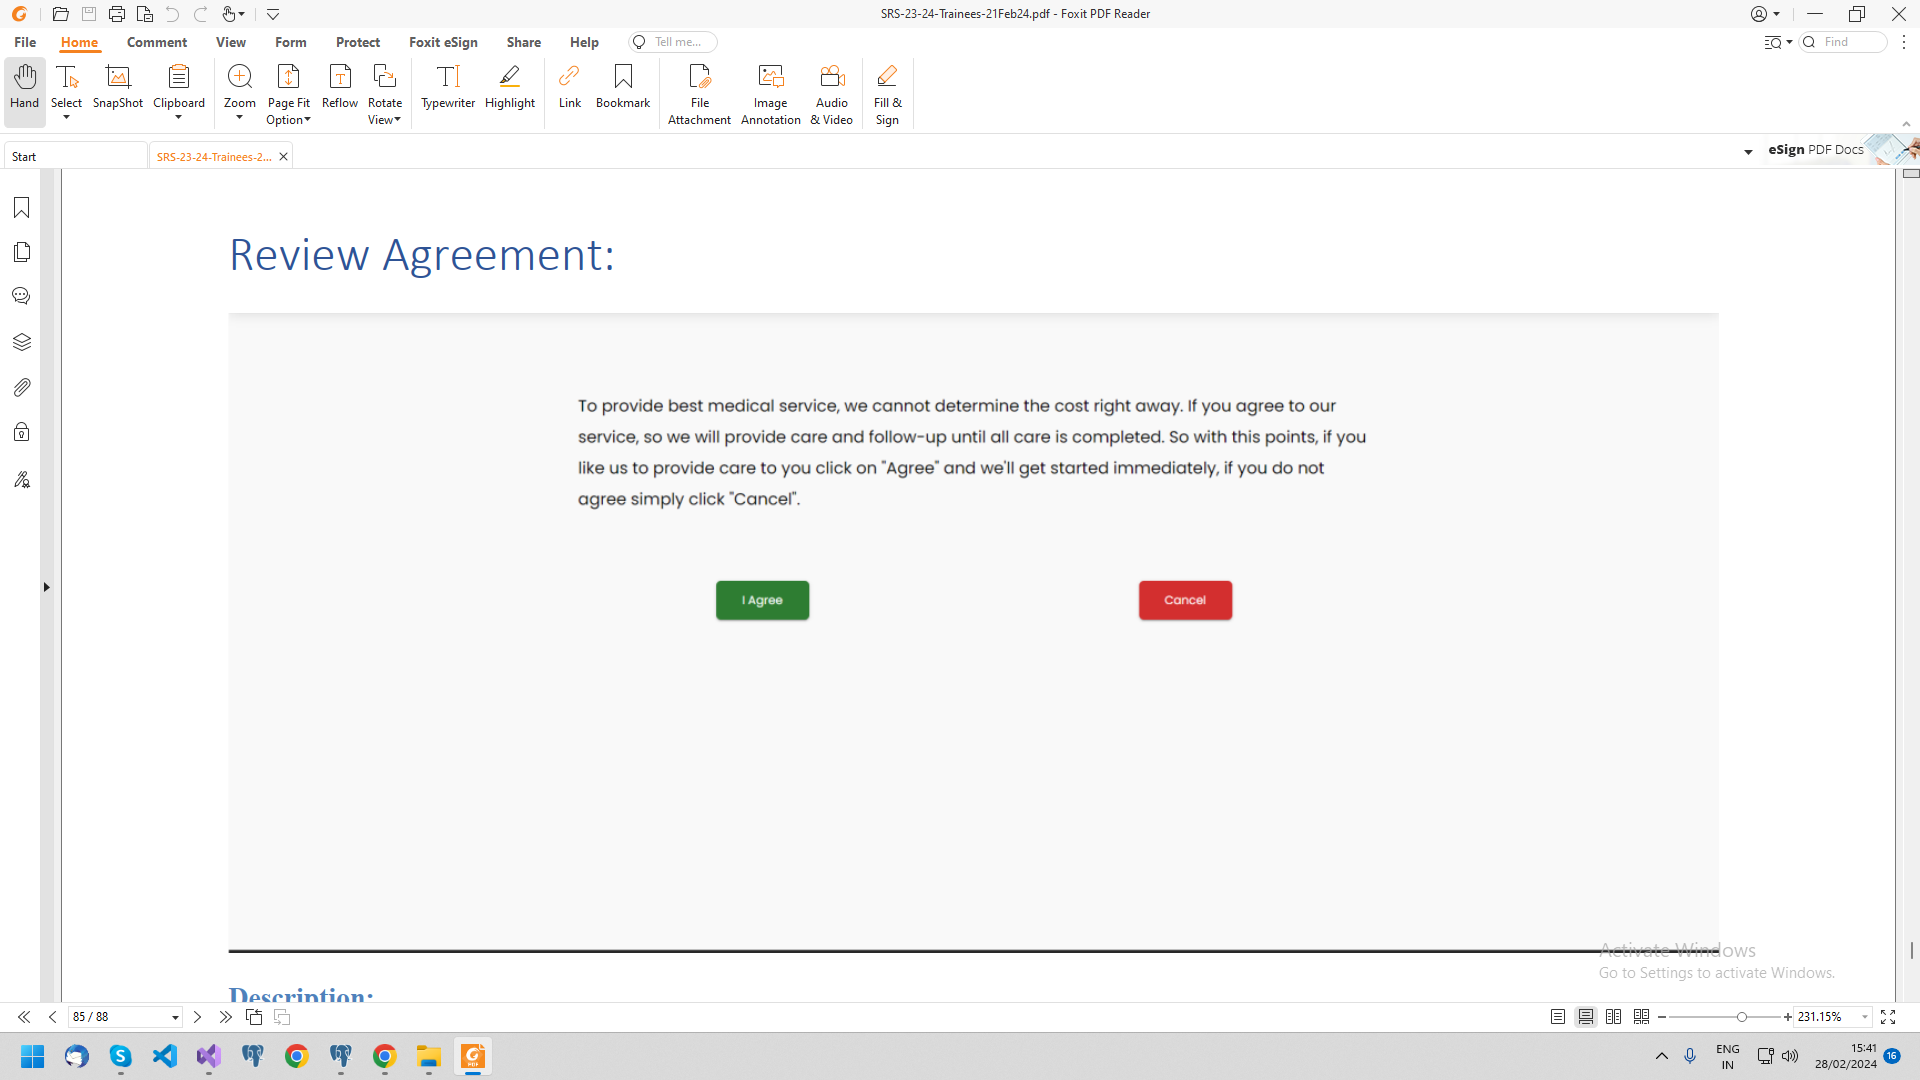 SRS-23-24-Trainees-21Feb24.pdf - Foxit PDF Reader
File Home Comment View Form Protect Foxit eSign Share Help Tell me... Find
Hand Select SnapShot Clipboard Zoom Page Fit Option Reflow Rotate View Typewriter Highlight Link Bookmark File Attachment Image Annotation Audio & Video Fill & Sign
Start SRS-23-24-Trainees-2... eSign PDF Docs
Review Agreement:
To provide best medical service, we cannot determine the cost right away. If you agree to our
service, so we will provide care and follow-up until all care is completed. So with this points, if you
like us to provide care to you click on "Agree" and we'll get started immediately, if you do not
agree simply click "Cancel".
I Agree Cancel
Activate Windows
Go to Settings to activate Windows.
Description:
85 / 88 231.15%
ENG 15:41
IN 28/02/2024 16